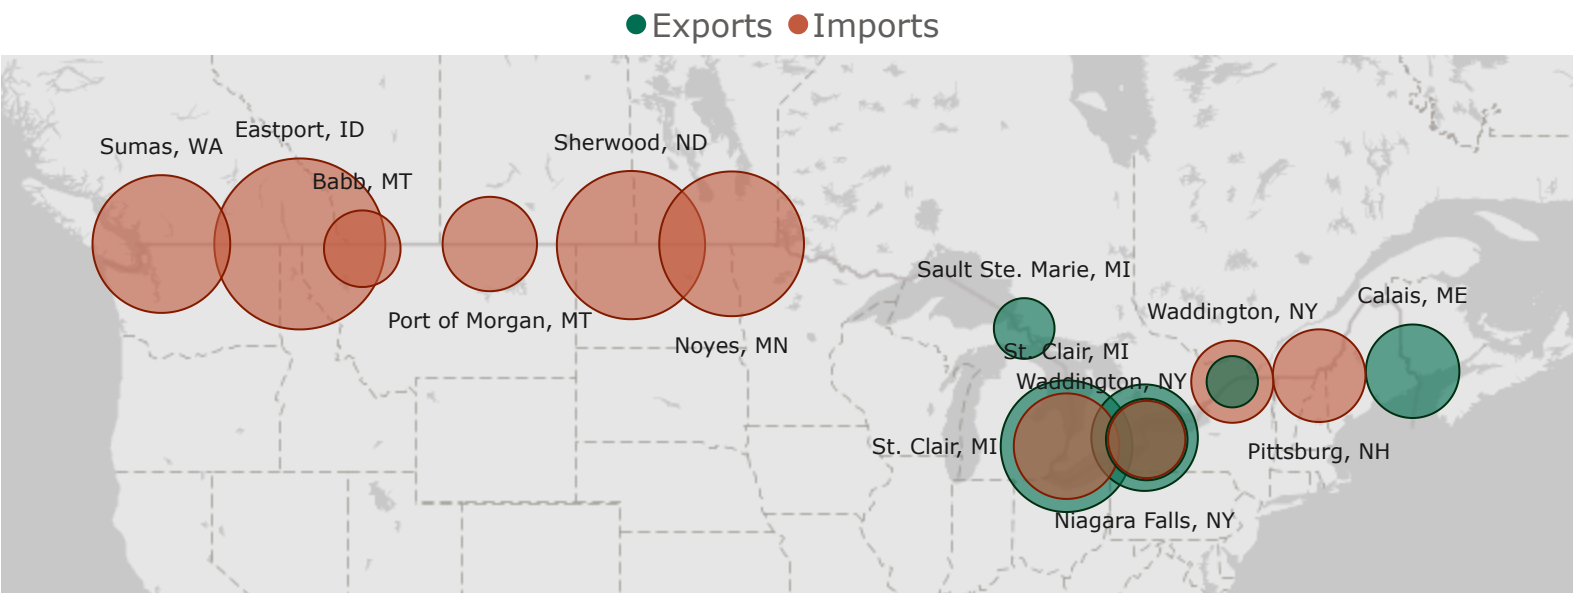 Exports Imports
Eastport, ID
Sherwood, ND
Sumas, WA
Babb, MT
Sault Ste. Marie, MI
Calais, ME
Waddington, NY
Port of Morgan, MT
Noyes, MN
St. Clair, MI
Waddington, NY
St. Clair, MI
Pittsburg, NH
Niagara Falls, NY